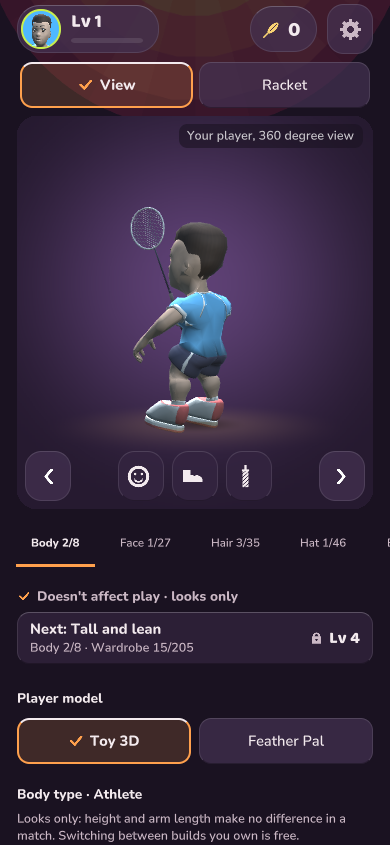 Lv 1
0
View
Racket
Your player, 360 degree view
Body 2/8
Face 1/27
Hair 3/35
Hat 1/46
Doesn't affect play · looks only
Next: Tall and lean
Body 2/8 · Wardrobe 15/205
Lv 4
Player model
Toy 3D
Feather Pal
Body type · Athlete
Looks only: height and arm length make no difference in a
match. Switching between builds you own is free.